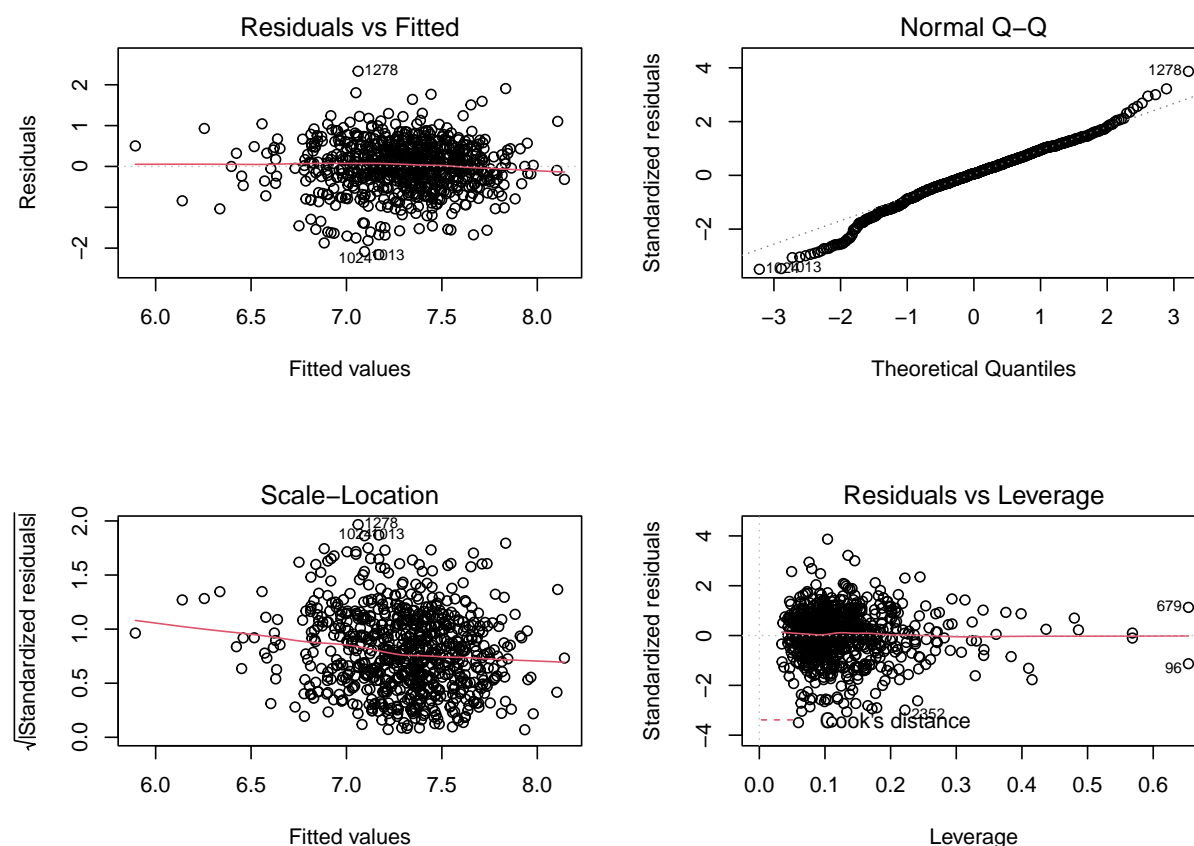 Residuals vs Fitted
Residuals
2
1
0
−2
1278
1024
1013
6.0 6.5 7.0 7.5 8.0
Fitted values
Normal Q−Q
Standardized residuals
4
2
0
−2
1278
1024
1013
−3 −2 −1 0 1 2 3
Theoretical Quantiles
Scale−Location
√|Standardized residuals|
2.0
1.5
1.0
0.5
0.0
1278
1024
1013
6.0 6.5 7.0 7.5 8.0
Fitted values
Residuals vs Leverage
Standardized residuals
4
2
0
−2
−4
679
96
Cook's distance
0.0 0.1 0.2 0.3 0.4 0.5 0.6
Leverage